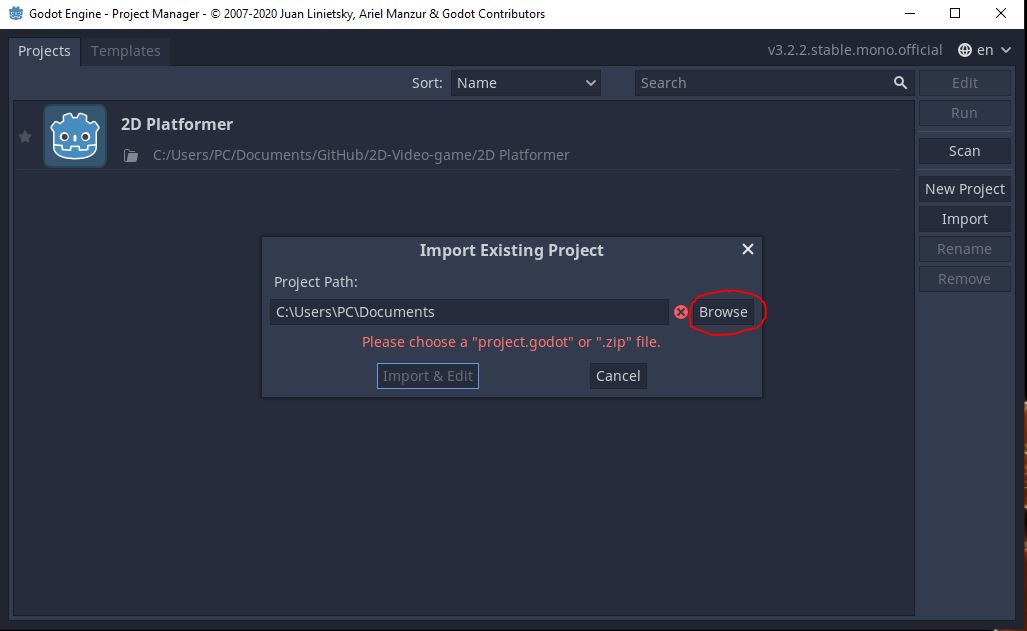 Godot Engine - Project Manager - © 2007-2020 Juan Linietsky, Ariel Manzur & Godot Contributors
Projects Templates v3.2.2.stable.mono.official en
Sort: Name Search Edit
Run
2D Platformer
C:/Users/PC/Documents/GitHub/2D-Video-game/2D Platformer
Scan
New Project
Import
Rename
Remove
Import Existing Project
Project Path:
C:\Users\PC\Documents Browse
Please choose a "project.godot" or ".zip" file.
Import & Edit Cancel